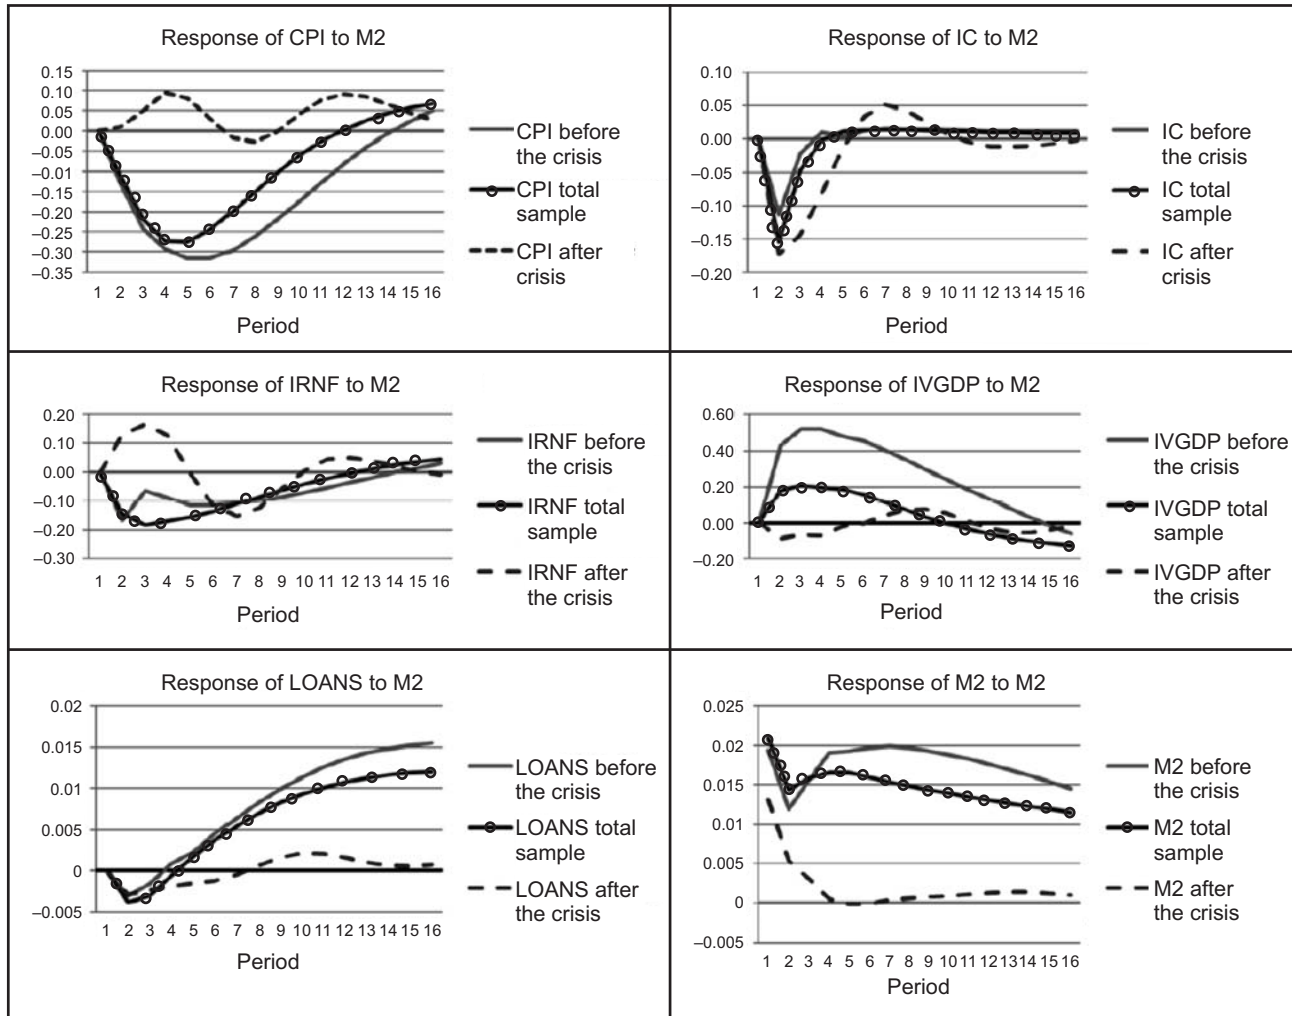 Response of CPI to M2
0.15
0.10
0.05
0.00
–0.05
–0.01
–0.15
–0.20
–0.25
–0.30
–0.35
1 2 3 4 5 6 7 8 9 10 11 12 13 14 15 16
Period
CPI before
the crisis
CPI total
sample
CPI after
crisis
Response of IC to M2
0.10
0.05
0.00
–0.05
–0.10
–0.15
–0.20
1 2 3 4 5 6 7 8 9 10 11 12 13 14 15 16
Period
IC before
the crisis
IC total
sample
IC after
crisis
Response of IRNF to M2
0.20
0.10
0.00
–0.10
–0.20
–0.30
1 2 3 4 5 6 7 8 9 10 11 12 13 14 15 16
Period
IRNF before
the crisis
IRNF total
sample
IRNF after
the crisis
Response of IVGDP to M2
0.60
0.40
0.20
0.00
–0.20
1 2 3 4 5 6 7 8 9 10 11 12 13 14 15 16
Period
IVGDP before
the crisis
IVGDP total
sample
IVGDP after
the crisis
Response of LOANS to M2
0.02
0.015
0.01
0.005
0
–0.005
1 2 3 4 5 6 7 8 9 10 11 12 13 14 15 16
Period
LOANS before
the crisis
LOANS total
sample
LOANS after
the crisis
Response of M2 to M2
0.025
0.02
0.015
0.01
0.005
0
–0.005
1 2 3 4 5 6 7 8 9 10 11 12 13 14 15 16
Period
M2 before
the crisis
M2 total
sample
M2 after
the crisis